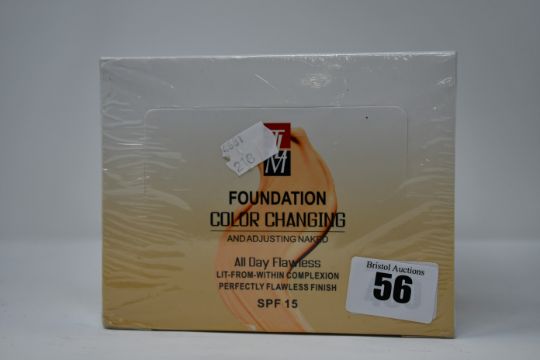 TL
M
FOUNDATION
COLOR CHANGING
AND ADJUSTING NAKED
All Day Flawless
LIT-FROM-WITHIN COMPLEXION
PERFECTLY FLAWLESS FINISH
SPF 15
Bristol Auctions
56